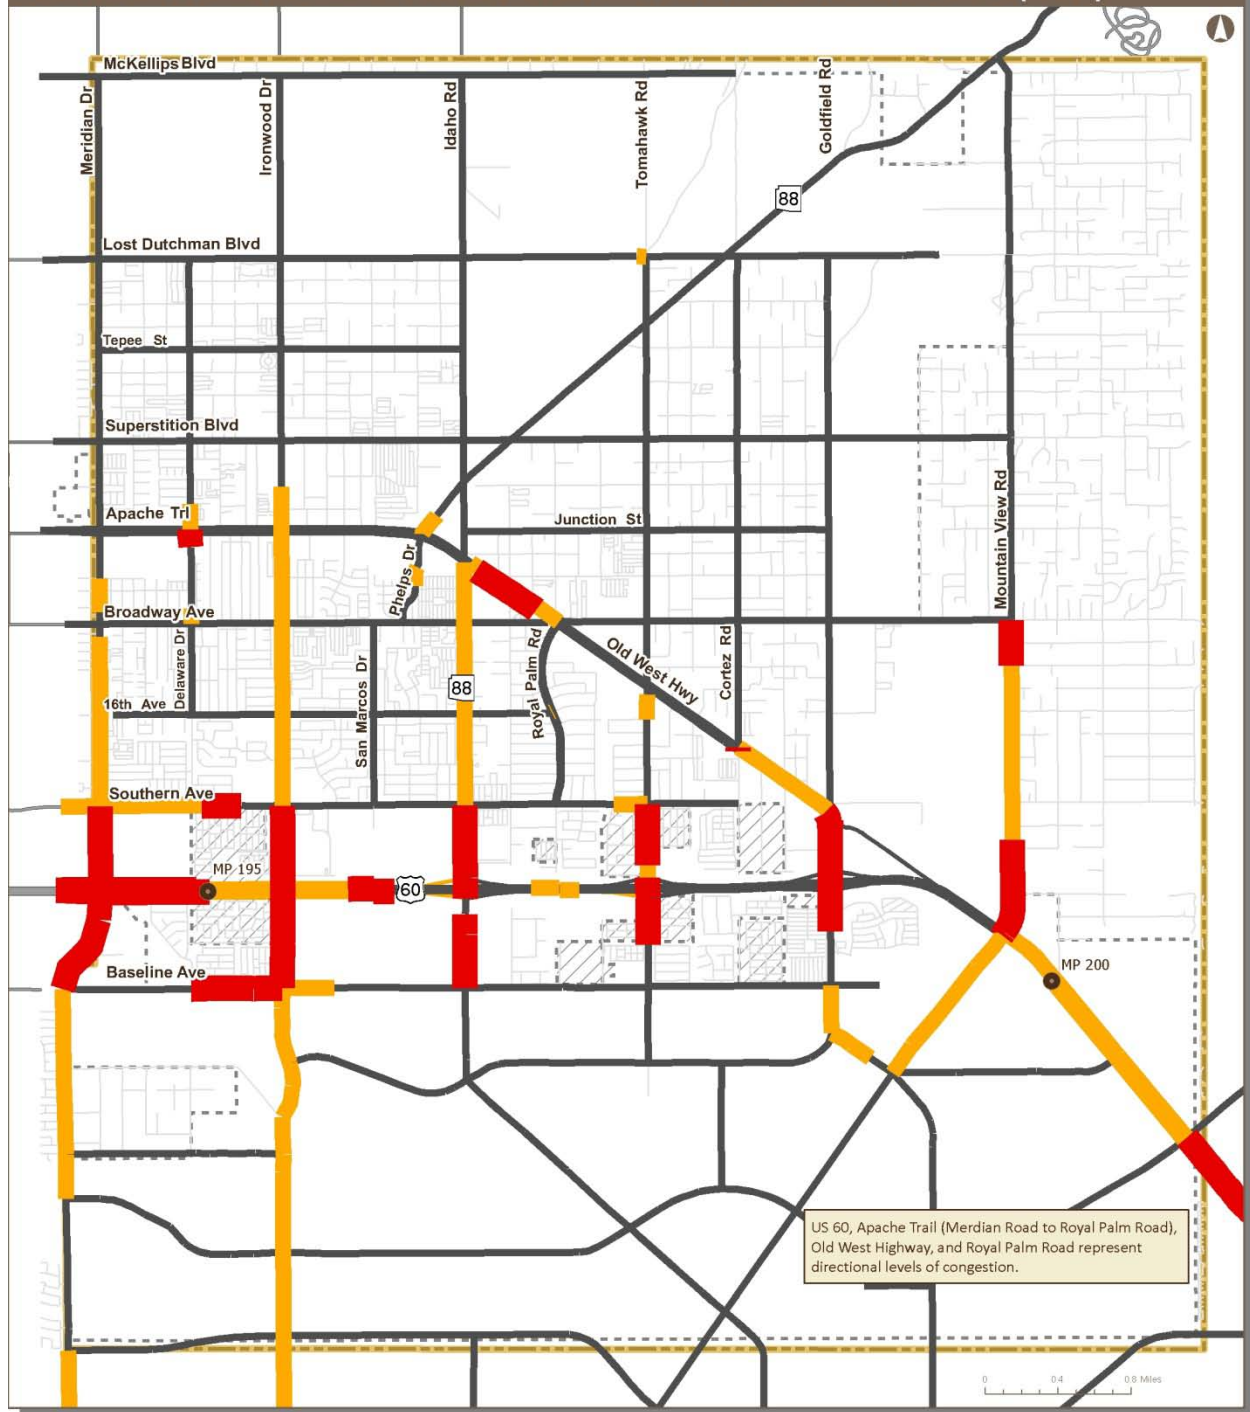 McKellips Blvd
Meridian Dr
Ironwood Dr
Idaho Rd
Tomahawk Rd
Goldfield Rd
88
Lost Dutchman Blvd
Tepee St
Superstition Blvd
Apache Trl
Junction St
Mountain View Rd
Phelps Dr
Broadway Ave
Delaware Dr
San Marcos Dr
Royal Palm Rd
Old West Hwy
Cortez Rd
88
16th Ave
Southern Ave
MP 195
60
Baseline Ave
MP 200
US 60, Apache Trail (Merdian Road to Royal Palm Road),
Old West Highway, and Royal Palm Road represent
directional levels of congestion.
0 0.4 0.8 Miles